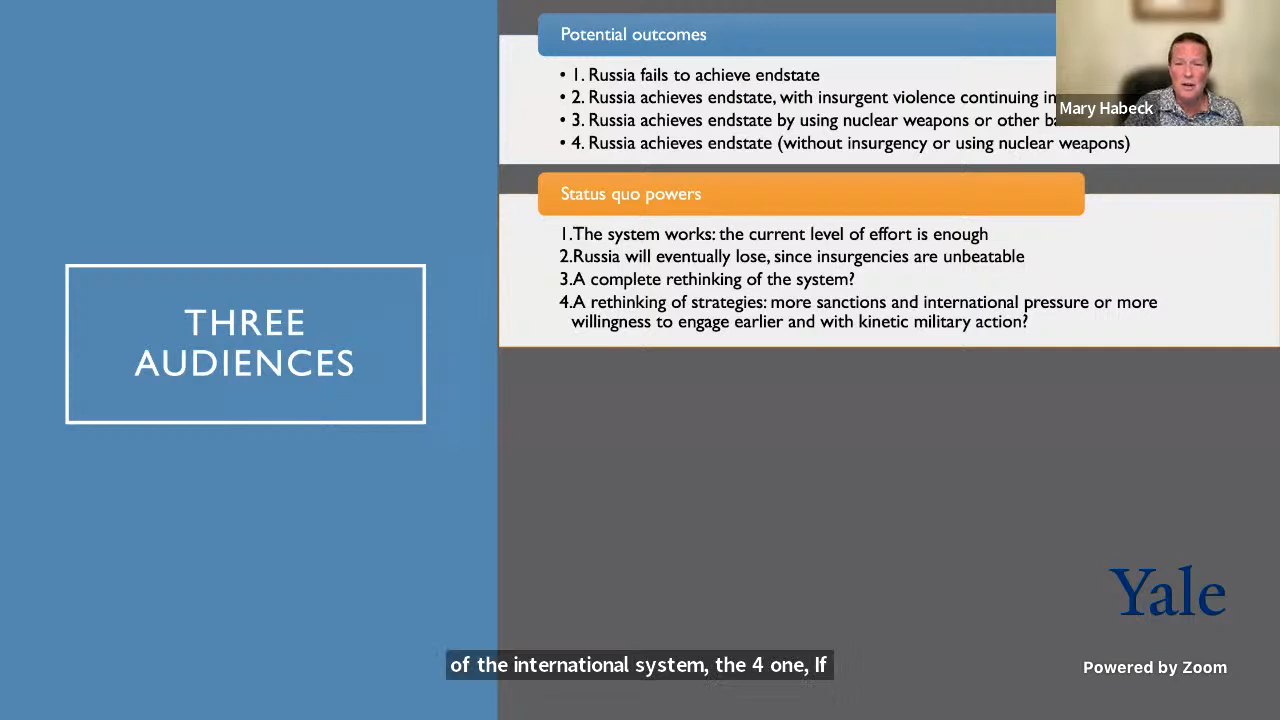 THREE
AUDIENCES
Potential outcomes
• 1. Russia fails to achieve endstate
• 2. Russia achieves endstate, with insurgent violence continuing in
• 3. Russia achieves endstate by using nuclear weapons or other
• 4. Russia achieves endstate (without insurgency or using nuclear weapons)
Mary Habeck
Status quo powers
1.The system works: the current level of effort is enough
2.Russia will eventually lose, since insurgencies are unbeatable
3.A complete rethinking of the system?
4.A rethinking of strategies: more sanctions and international pressure or more
willingness to engage earlier and with kinetic military action?
Yale
of the international system, the 4 one, If
Powered by Zoom